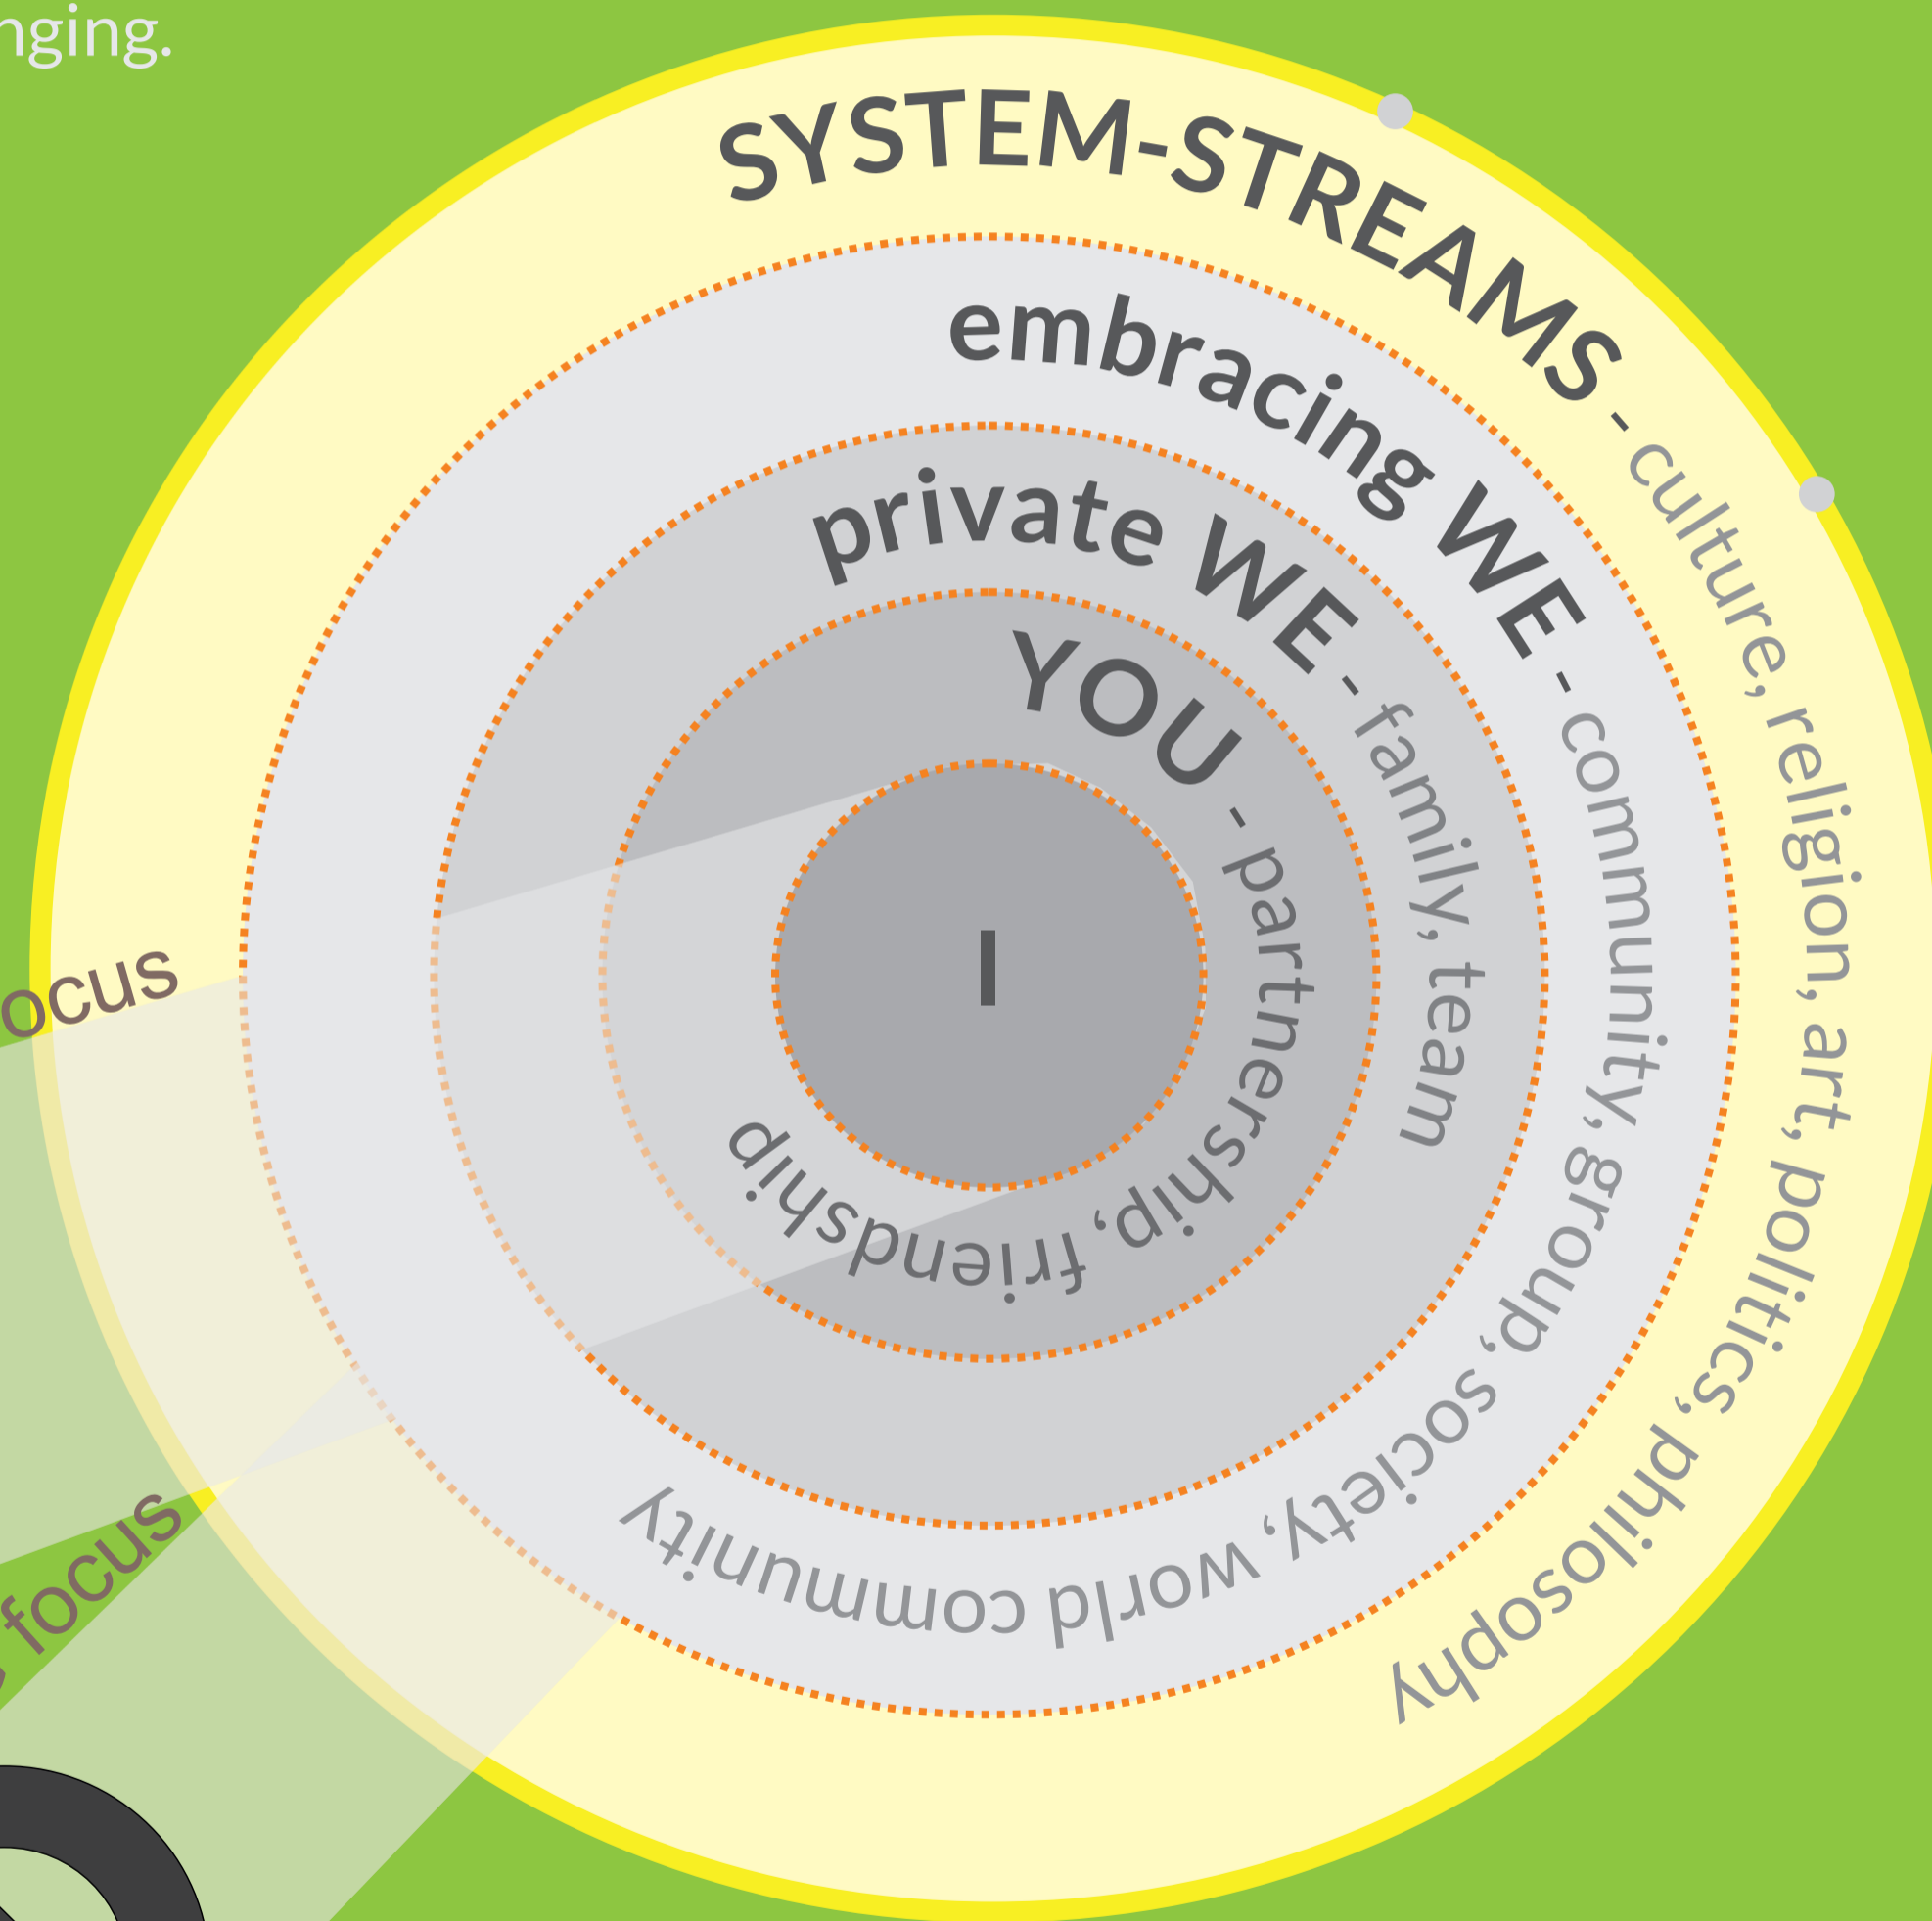 nging.
SYSTEM-STREAMS - culture, religion, art, politics, philosophy
embracing WE - community, group, society, world community
private WE - family, team
YOU - partnership, friendship
I
ocus
focus